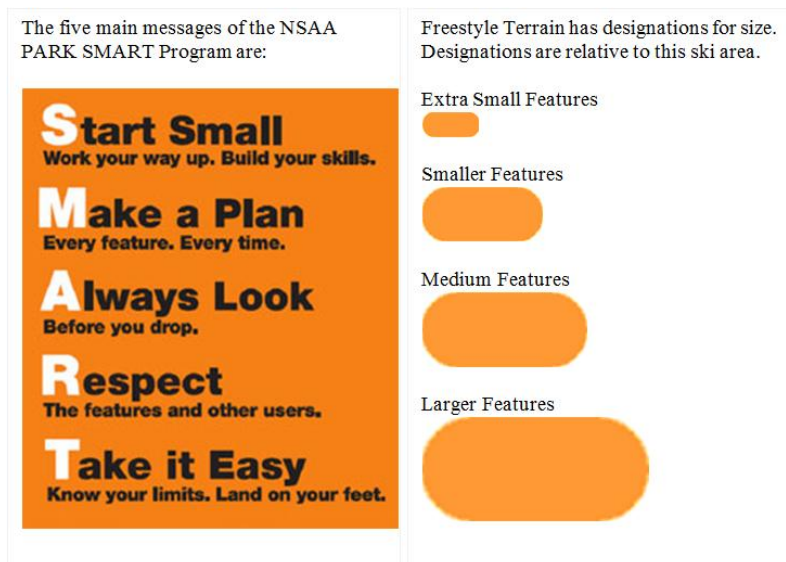 The five main messages of the NSAA
PARK SMART Program are:
Start Small
Work your way up. Build your skills.
Make a Plan
Every feature. Every time.
Always Look
Before you drop.
Respect
The features and other users.
Take it Easy
Know your limits. Land on your feet.
Freestyle Terrain has designations for size.
Designations are relative to this ski area.
Extra Small Features
Smaller Features
Medium Features
Larger Features